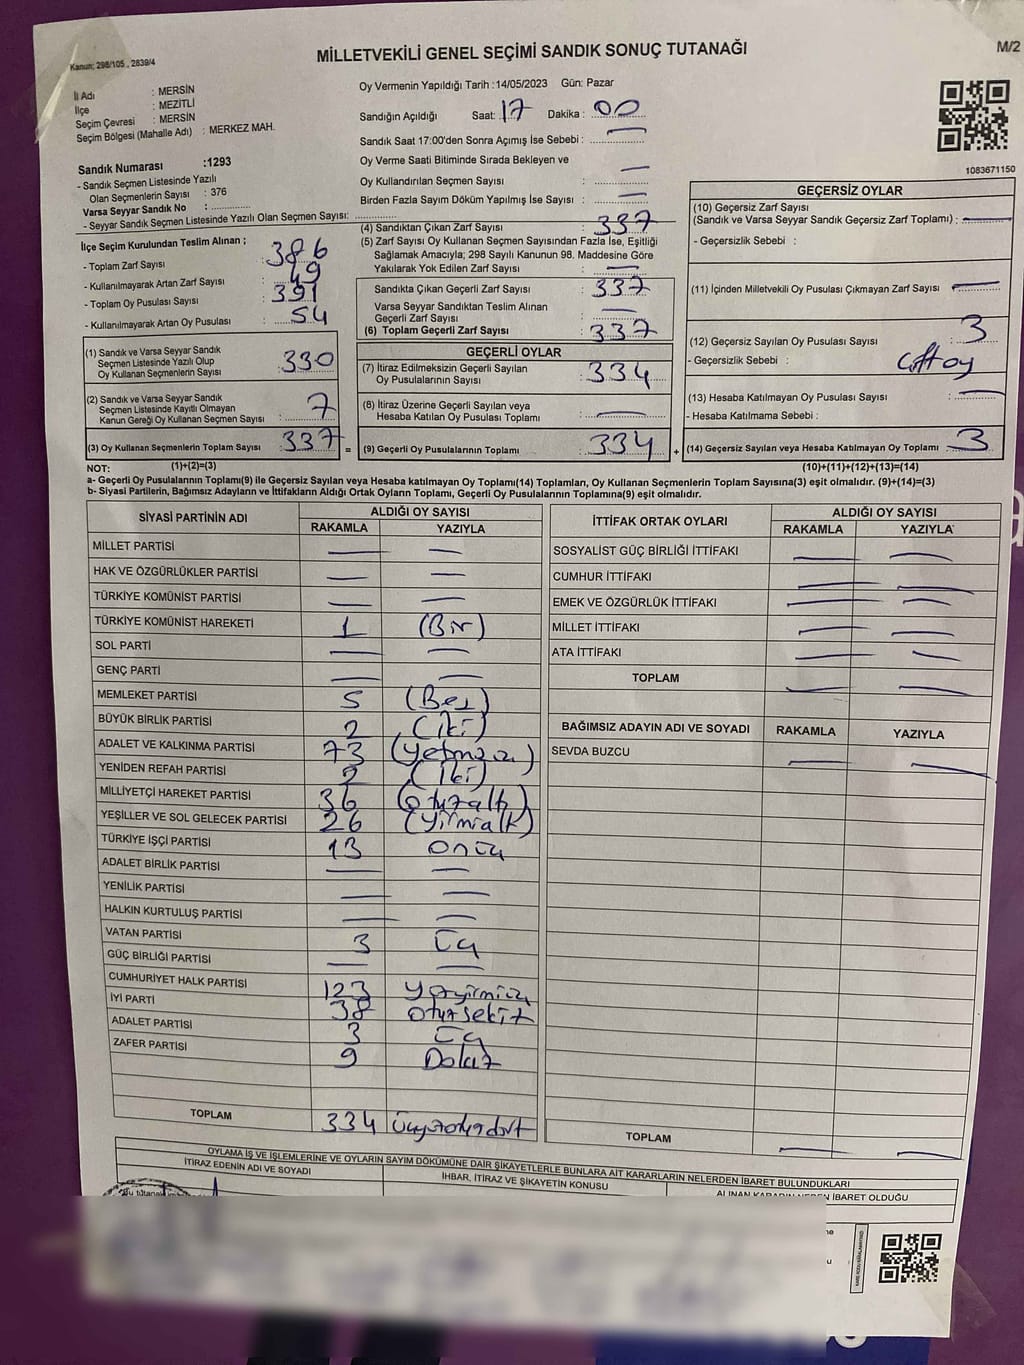 Kanun: 298/105., 2839/4
MİLLETVEKİLİ GENEL SEÇİMİ SANDIK SONUÇ TUTANAĞI
M/2
İl Adı : MERSİN
İlçe : MEZİTLİ
Seçim Çevresi : MERSİN
Seçim Bölgesi (Mahalle Adı) : MERKEZ MAH.
Oy Vermenin Yapıldığı Tarih :14/05/2023 Gün: Pazar
Sandığın Açıldığı Saat: 17 Dakika : 00
Sandık Saat 17:00'den Sonra Açımış İse Sebebi : —
Oy Verme Saati Bitiminde Sırada Bekleyen ve
Oy Kullandırılan Seçmen Sayısı : —
Birden Fazla Sayım Döküm Yapılmış İse Sayısı : —
1083671150
Sandık Numarası :1293
- Sandık Seçmen Listesinde Yazılı
Olan Seçmenlerin Sayısı : 376
Varsa Seyyar Sandık No :
- Seyyar Sandık Seçmen Listesinde Yazılı Olan Seçmen Sayısı:
İlçe Seçim Kurulundan Teslim Alınan ;
- Toplam Zarf Sayısı : 386
- Kullanılmayarak Artan Zarf Sayısı : 49
- Toplam Oy Pusulası Sayısı : 391
- Kullanılmayarak Artan Oy Pusulası : 54
(1) Sandık ve Varsa Seyyar Sandık
Seçmen Listesinde Yazılı Olup
Oy Kullanan Seçmenlerin Sayısı : 330
(2) Sandık ve Varsa Seyyar Sandık
Seçmen Listesinde Kayıtlı Olmayan
Kanun Gereği Oy Kullanan Seçmen Sayısı : 7
(3) Oy Kullanan Seçmenlerin Toplam Sayısı : 337 =
(4) Sandıktan Çıkan Zarf Sayısı : 337
(5) Zarf Sayısı Oy Kullanan Seçmen Sayısından Fazla İse, Eşitliği
Sağlamak Amacıyla; 298 Sayılı Kanunun 98. Maddesine Göre
Yakılarak Yok Edilen Zarf Sayısı : —
Sandıkta Çıkan Geçerli Zarf Sayısı : 337
Varsa Seyyar Sandıktan Teslim Alınan
Geçerli Zarf Sayısı : —
(6) Toplam Geçerli Zarf Sayısı : 337
GEÇERLİ OYLAR
(7) İtiraz Edilmeksizin Geçerli Sayılan
Oy Pusulalarının Sayısı : 334
(8) İtiraz Üzerine Geçerli Sayılan veya
Hesaba Katılan Oy Pusulası Toplamı : —
(9) Geçerli Oy Pusulalarının Toplamı : 334 +
GEÇERSİZ OYLAR
(10) Geçersiz Zarf Sayısı
(Sandık ve Varsa Seyyar Sandık Geçersiz Zarf Toplamı) : —
- Geçersizlik Sebebi :
(11) İçinden Milletvekili Oy Pusulası Çıkmayan Zarf Sayısı : —
(12) Geçersiz Sayılan Oy Pusulası Sayısı : 3
- Geçersizlik Sebebi : çift oy
(13) Hesaba Katılmayan Oy Pusulası Sayısı : —
- Hesaba Katılmama Sebebi :
(14) Geçersiz Sayılan veya Hesaba Katılmayan Oy Toplamı : 3
NOT: (1)+(2)=(3) (10)+(11)+(12)+(13)=(14)
a- Geçerli Oy Pusulalarının Toplamı(9) ile Geçersiz Sayılan veya Hesaba katılmayan Oy Toplamı(14) Toplamları, Oy Kullanan Seçmenlerin Toplam Sayısına(3) eşit olmalıdır. (9)+(14)=(3)
b- Siyasi Partilerin, Bağımsız Adayların ve İttifakların Aldığı Ortak Oyların Toplamı, Geçerli Oy Pusulalarının Toplamına(9) eşit olmalıdır.
SİYASİ PARTİNİN ADI ALDIĞI OY SAYISI
RAKAMLA YAZIYLA
MİLLET PARTİSİ — —
HAK VE ÖZGÜRLÜKLER PARTİSİ — —
TÜRKİYE KOMÜNİST PARTİSİ — —
TÜRKİYE KOMÜNİST HAREKETİ 1 (Bir)
SOL PARTİ — —
GENÇ PARTİ — —
MEMLEKET PARTİSİ 5 (Beş)
BÜYÜK BİRLİK PARTİSİ 2 (iki)
ADALET VE KALKINMA PARTİSİ 73 (Yetmişüç)
YENİDEN REFAH PARTİSİ 2 (iki)
MİLLİYETÇİ HAREKET PARTİSİ 36 (Otuzaltı)
YEŞİLLER VE SOL GELECEK PARTİSİ 26 (Yirmialtı)
TÜRKİYE İŞÇİ PARTİSİ 13 onüç
ADALET BİRLİK PARTİSİ — —
YENİLİK PARTİSİ — —
HALKIN KURTULUŞ PARTİSİ — —
VATAN PARTİSİ 3 üç
GÜÇ BİRLİĞİ PARTİSİ — —
CUMHURİYET HALK PARTİSİ 123 yüzyirmiüç
İYİ PARTİ 38 otuzsekiz
ADALET PARTİSİ 3 üç
ZAFER PARTİSİ 9 Dokuz
TOPLAM 334 üçyüzotuzdört
İTTİFAK ORTAK OYLARI ALDIĞI OY SAYISI
RAKAMLA YAZIYLA
SOSYALİST GÜÇ BİRLİĞİ İTTİFAKI — —
CUMHUR İTTİFAKI — —
EMEK VE ÖZGÜRLÜK İTTİFAKI — —
MİLLET İTTİFAKI — —
ATA İTTİFAKI — —
TOPLAM — —
BAĞIMSIZ ADAYIN ADI VE SOYADI RAKAMLA YAZIYLA
SEVDA BUZCU — —
TOPLAM — —
OYLAMA İŞ VE İŞLEMLERİNE VE OYLARIN SAYIM DÖKÜMÜNE DAİR ŞİKAYETLERLE BUNLARA AİT KARARLARIN NELERDEN İBARET BULUNDUKLARI
İTİRAZ EDENİN ADI VE SOYADI İHBAR, İTİRAZ VE ŞİKAYETİN KONUSU ALINAN KARARIN NEDEN İBARET OLDUĞU